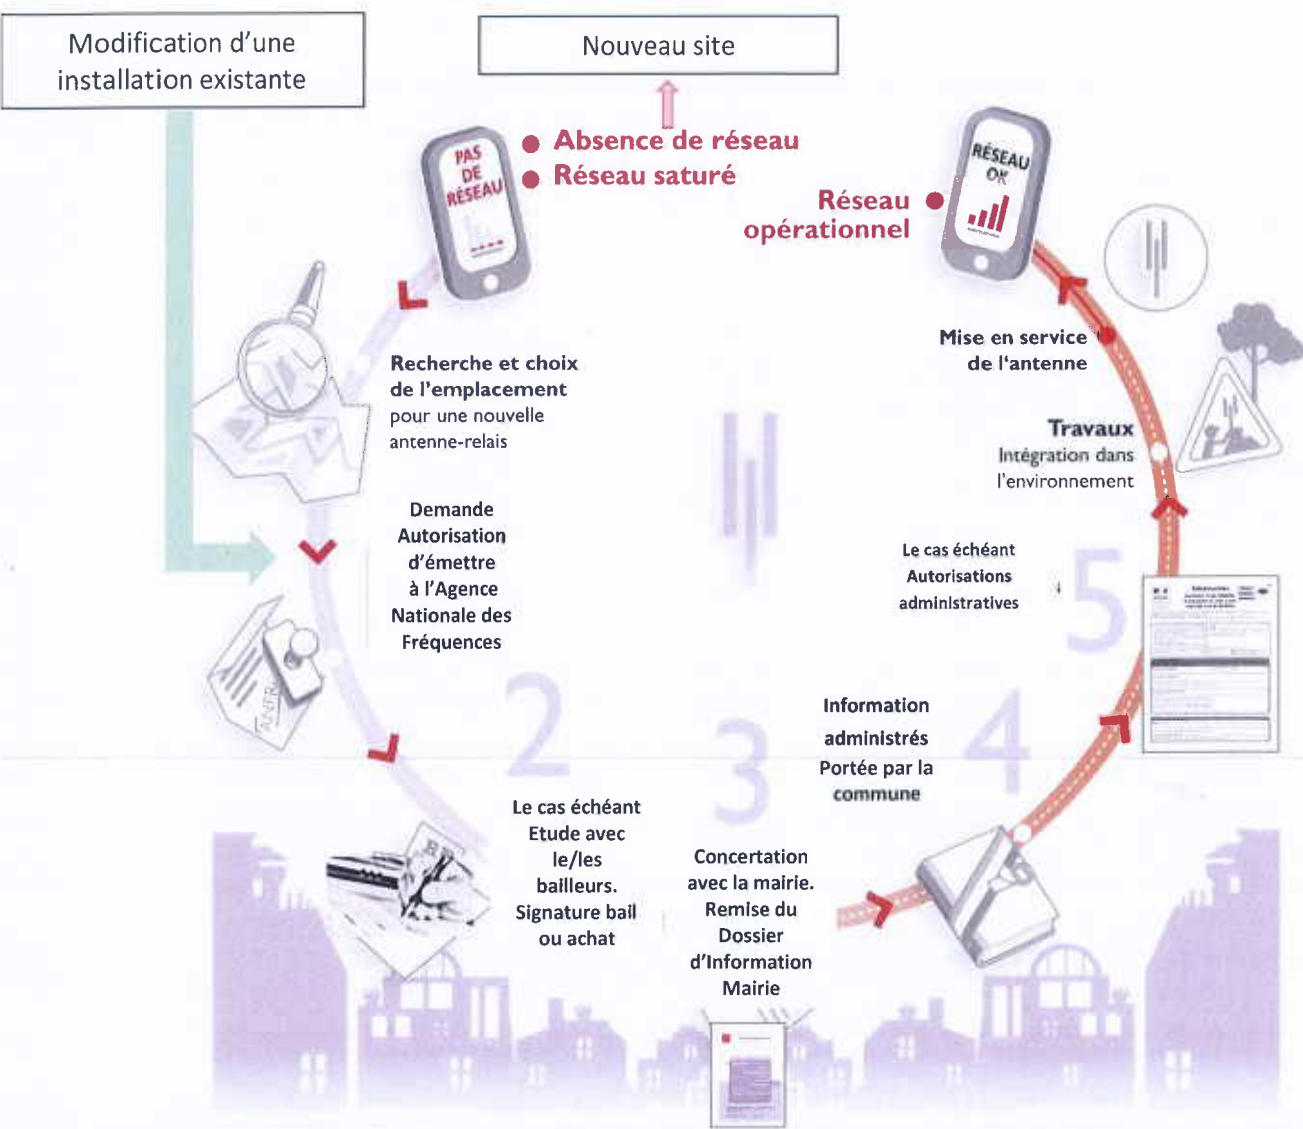 Modification d'une
installation existante
Nouveau site
PAS
DE
RÉSEAU
● Absence de réseau
● Réseau saturé
RÉSEAU
OK
Réseau ●
opérationnel
Recherche et choix
de l'emplacement
pour une nouvelle
antenne-relais
Mise en service
de l'antenne
Travaux
Intégration dans
l'environnement
Demande
Autorisation
d'émettre
à l'Agence
Nationale des
Fréquences
ANFR
Le cas échéant
Autorisations
administratives
5
2
Le cas échéant
Etude avec
le/les
bailleurs.
Signature bail
ou achat
3
Concertation
avec la mairie.
Remise du
Dossier
d'Information
Mairie
4
Information
administrés
Portée par la
commune